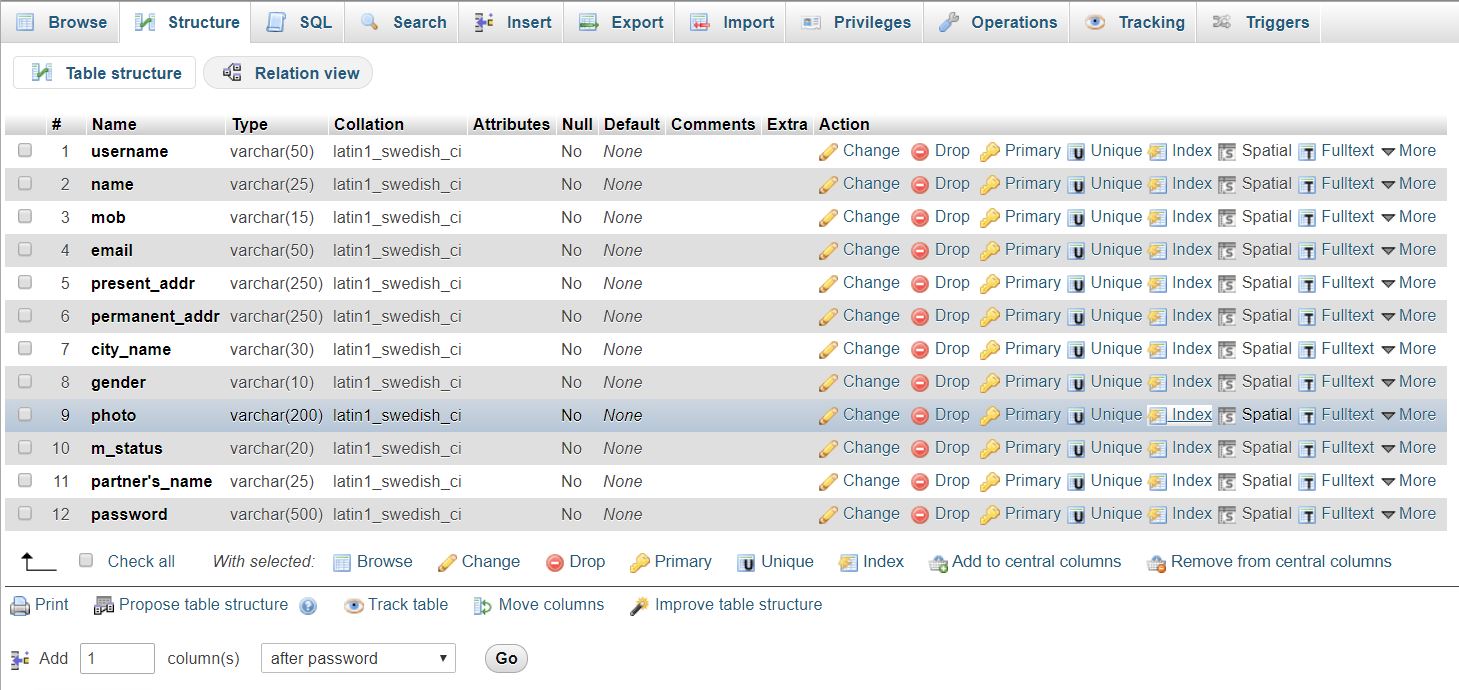 Browse Structure SQL Search Insert Export Import Privileges Operations Tracking Triggers
Table structure Relation view
# Name Type Collation Attributes Null Default Comments Extra Action
1 username varchar(50) latin1_swedish_ci No None Change Drop Primary Unique Index Spatial Fulltext More
2 name varchar(25) latin1_swedish_ci No None Change Drop Primary Unique Index Spatial Fulltext More
3 mob varchar(15) latin1_swedish_ci No None Change Drop Primary Unique Index Spatial Fulltext More
4 email varchar(50) latin1_swedish_ci No None Change Drop Primary Unique Index Spatial Fulltext More
5 present_addr varchar(250) latin1_swedish_ci No None Change Drop Primary Unique Index Spatial Fulltext More
6 permanent_addr varchar(250) latin1_swedish_ci No None Change Drop Primary Unique Index Spatial Fulltext More
7 city_name varchar(30) latin1_swedish_ci No None Change Drop Primary Unique Index Spatial Fulltext More
8 gender varchar(10) latin1_swedish_ci No None Change Drop Primary Unique Index Spatial Fulltext More
9 photo varchar(200) latin1_swedish_ci No None Change Drop Primary Unique Index Spatial Fulltext More
10 m_status varchar(20) latin1_swedish_ci No None Change Drop Primary Unique Index Spatial Fulltext More
11 partner's_name varchar(25) latin1_swedish_ci No None Change Drop Primary Unique Index Spatial Fulltext More
12 password varchar(500) latin1_swedish_ci No None Change Drop Primary Unique Index Spatial Fulltext More
Check all With selected: Browse Change Drop Primary Unique Index Add to central columns Remove from central columns
Print Propose table structure Track table Move columns Improve table structure
Add 1 column(s) after password Go